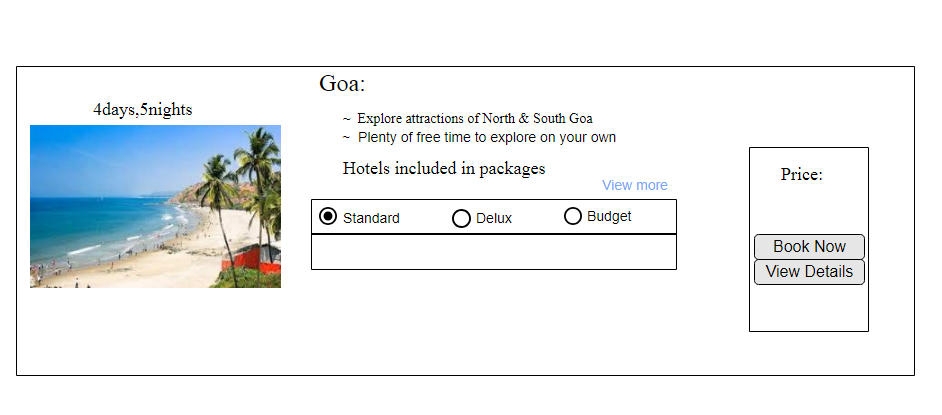 Goa:
4days,5nights
~ Explore attractions of North & South Goa
~ Plenty of free time to explore on your own
Hotels included in packages
View more
Standard
Delux
Budget
Price:
Book Now
View Details